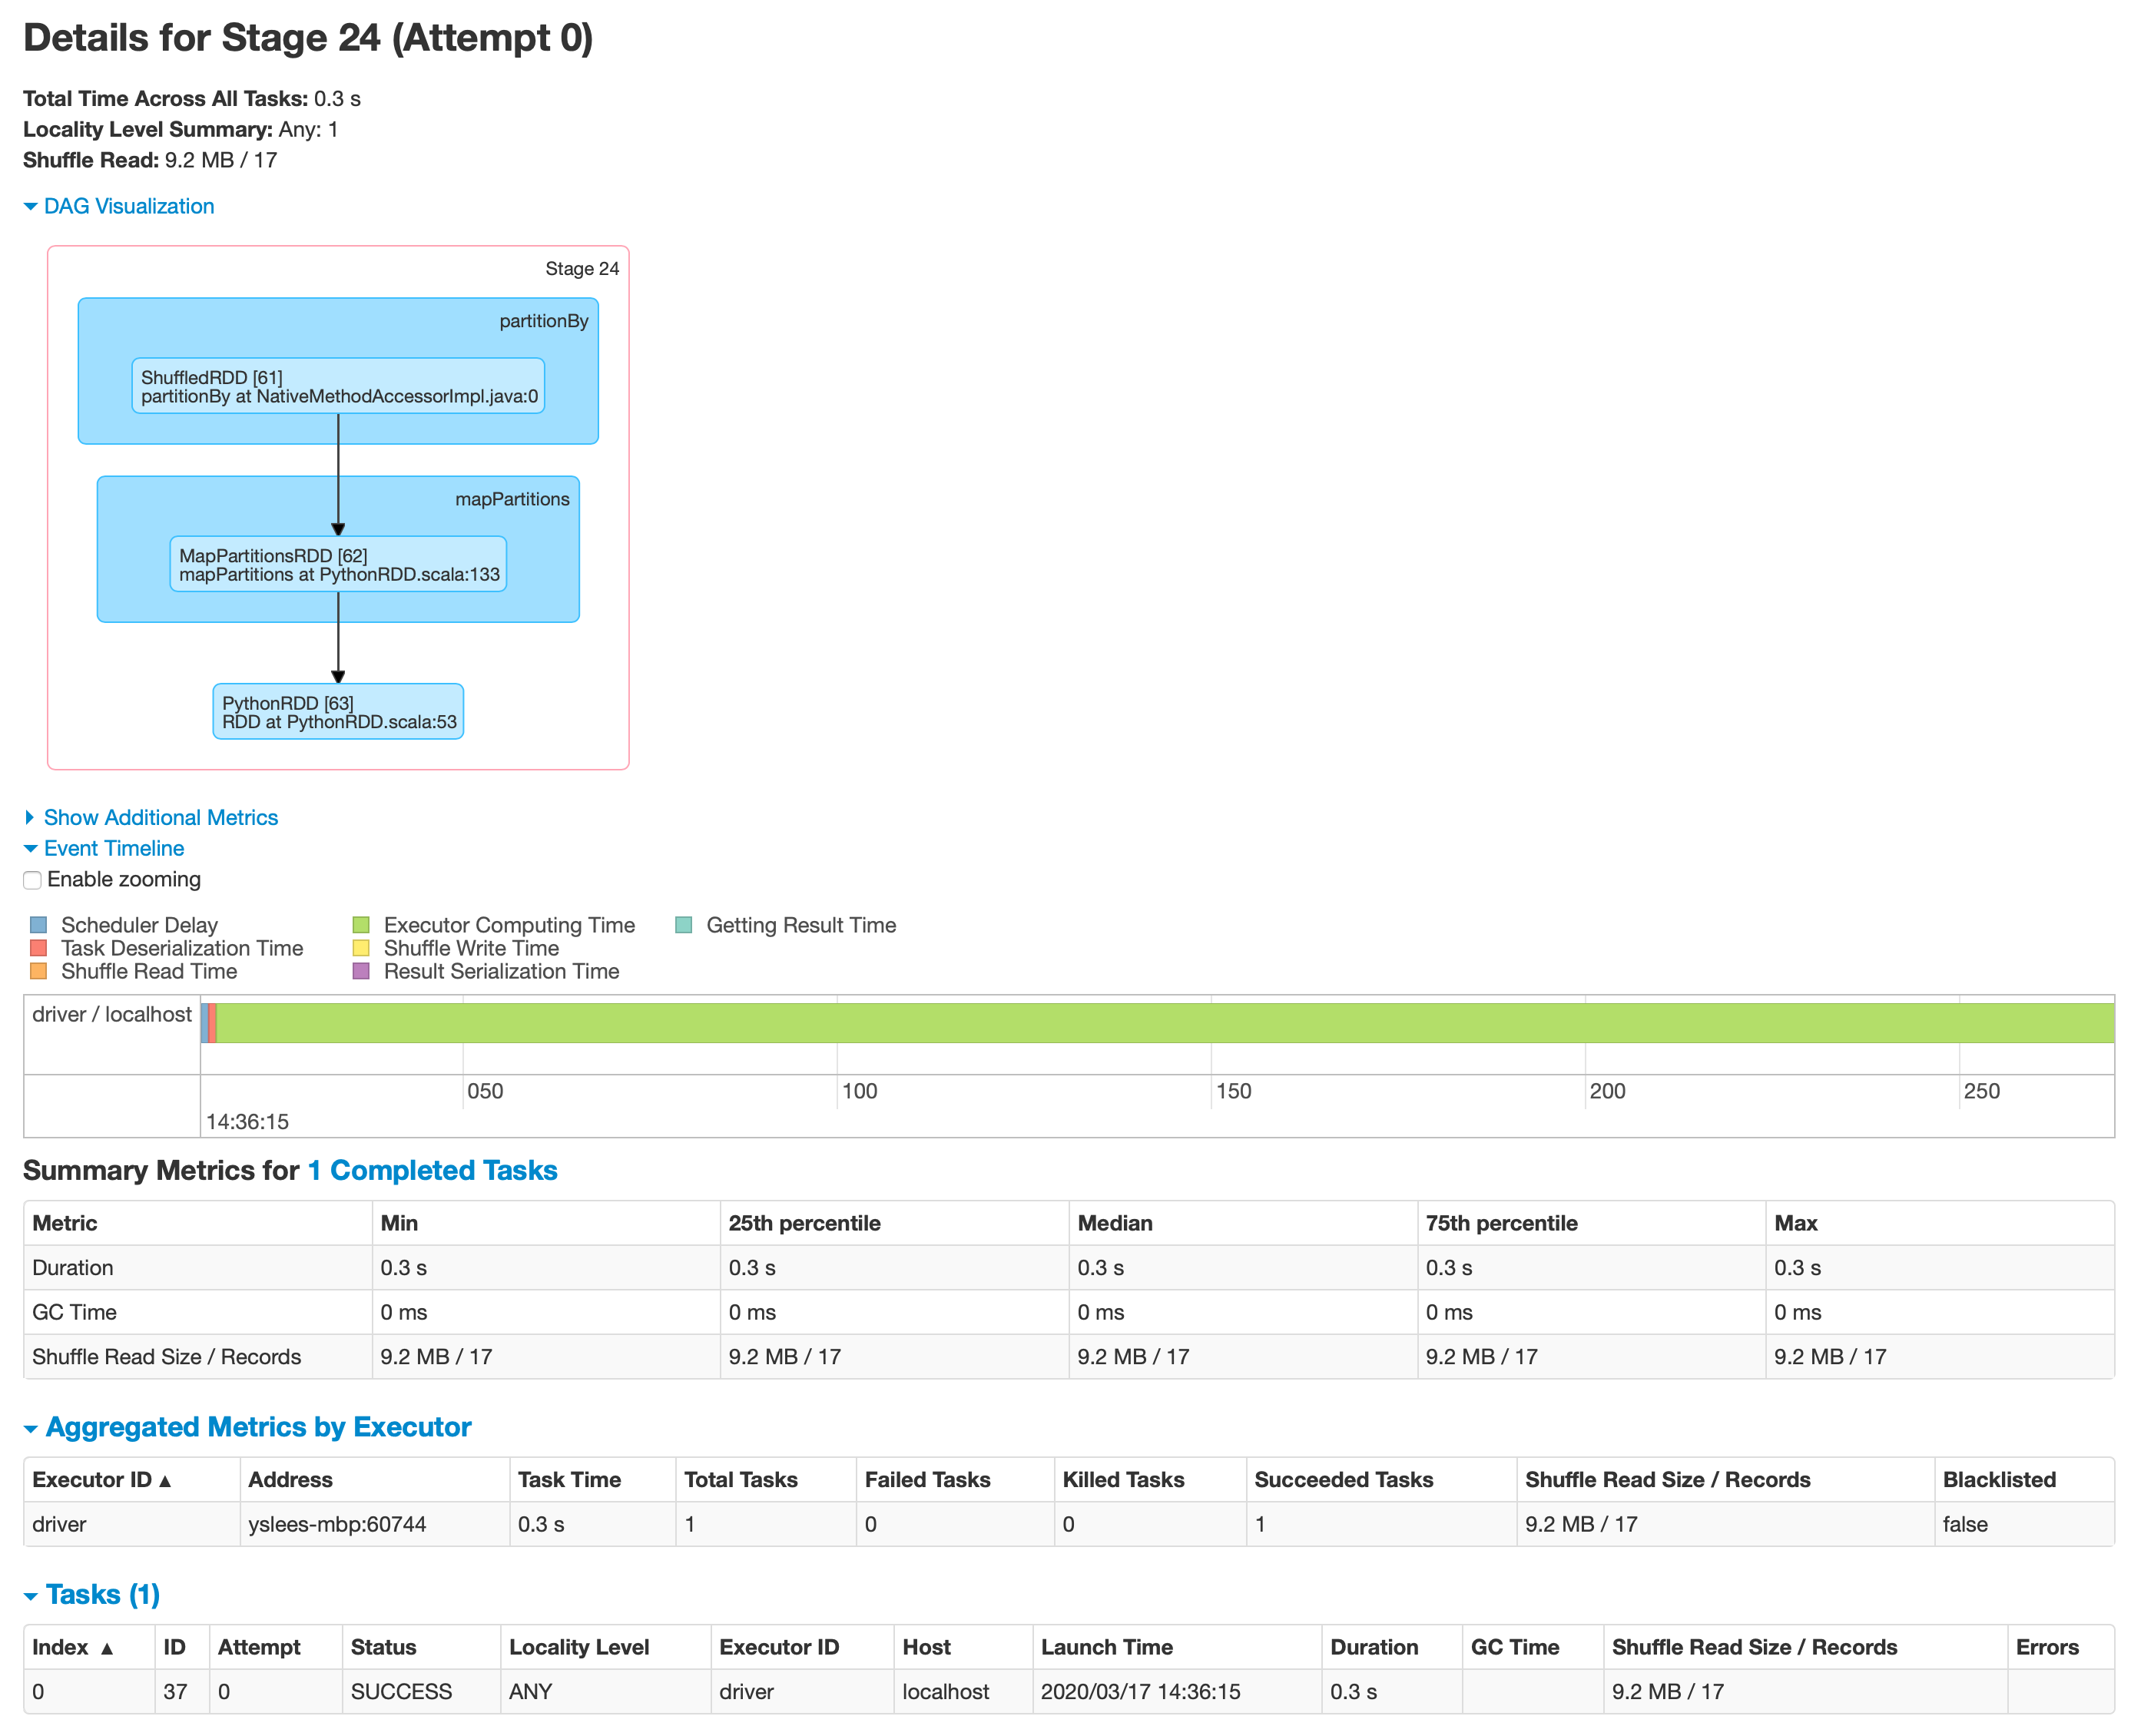 Details for Stage 24 (Attempt 0)
Total Time Across All Tasks: 0.3 s
Locality Level Summary: Any: 1
Shuffle Read: 9.2 MB / 17
DAG Visualization
Stage 24
partitionBy
ShuffledRDD [61]
partitionBy at NativeMethodAccessorImpl.java:0
mapPartitions
MapPartitionsRDD [62]
mapPartitions at PythonRDD.scala:133
PythonRDD [63]
RDD at PythonRDD.scala:53
Show Additional Metrics
Event Timeline
Enable zooming
Scheduler Delay Executor Computing Time Getting Result Time
Task Deserialization Time Shuffle Write Time
Shuffle Read Time Result Serialization Time
driver / localhost
050 100 150 200 250
14:36:15
Summary Metrics for 1 Completed Tasks
Metric Min 25th percentile Median 75th percentile Max
Duration 0.3 s 0.3 s 0.3 s 0.3 s 0.3 s
GC Time 0 ms 0 ms 0 ms 0 ms 0 ms
Shuffle Read Size / Records 9.2 MB / 17 9.2 MB / 17 9.2 MB / 17 9.2 MB / 17 9.2 MB / 17
Aggregated Metrics by Executor
Executor ID ▲ Address Task Time Total Tasks Failed Tasks Killed Tasks Succeeded Tasks Shuffle Read Size / Records Blacklisted
driver yslees-mbp:60744 0.3 s 1 0 0 1 9.2 MB / 17 false
Tasks (1)
Index ▲ ID Attempt Status Locality Level Executor ID Host Launch Time Duration GC Time Shuffle Read Size / Records Errors
0 37 0 SUCCESS ANY driver localhost 2020/03/17 14:36:15 0.3 s 9.2 MB / 17